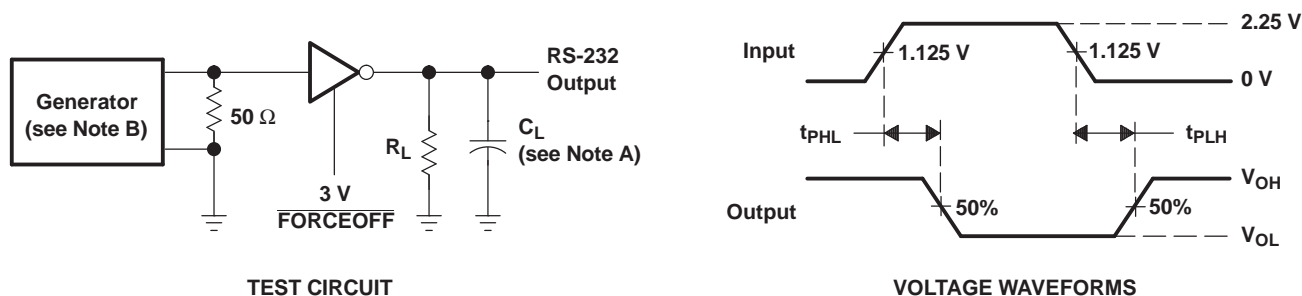 Generator
(see Note B)
50 Ω
3 V
FORCEOFF
RL
CL
(see Note A)
RS-232
Output
TEST CIRCUIT
Input
1.125 V
1.125 V
2.25 V
0 V
tPHL
tPLH
Output
50%
50%
VOH
VOL
VOLTAGE WAVEFORMS